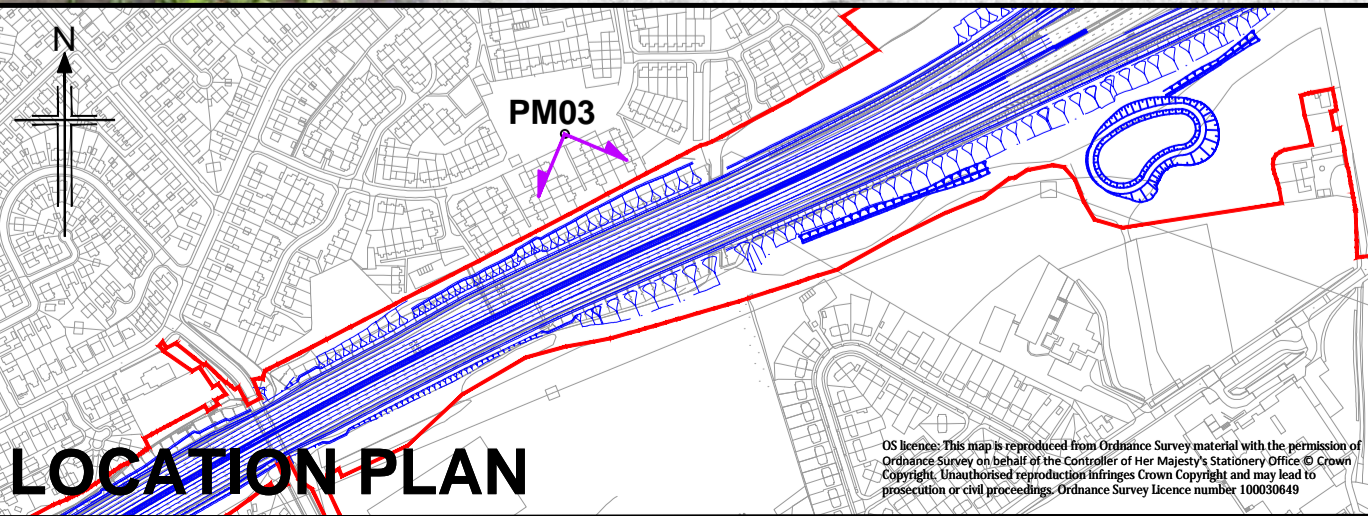 N
PM03
LOCATION PLAN
OS licence: This map is reproduced from Ordnance Survey material with the permission of
Ordnance Survey on behalf of the Controller of Her Majesty's Stationery Office © Crown
Copyright. Unauthorised reproduction infringes Crown Copyright and may lead to
prosecution or civil proceedings. Ordnance Survey Licence number 100030649